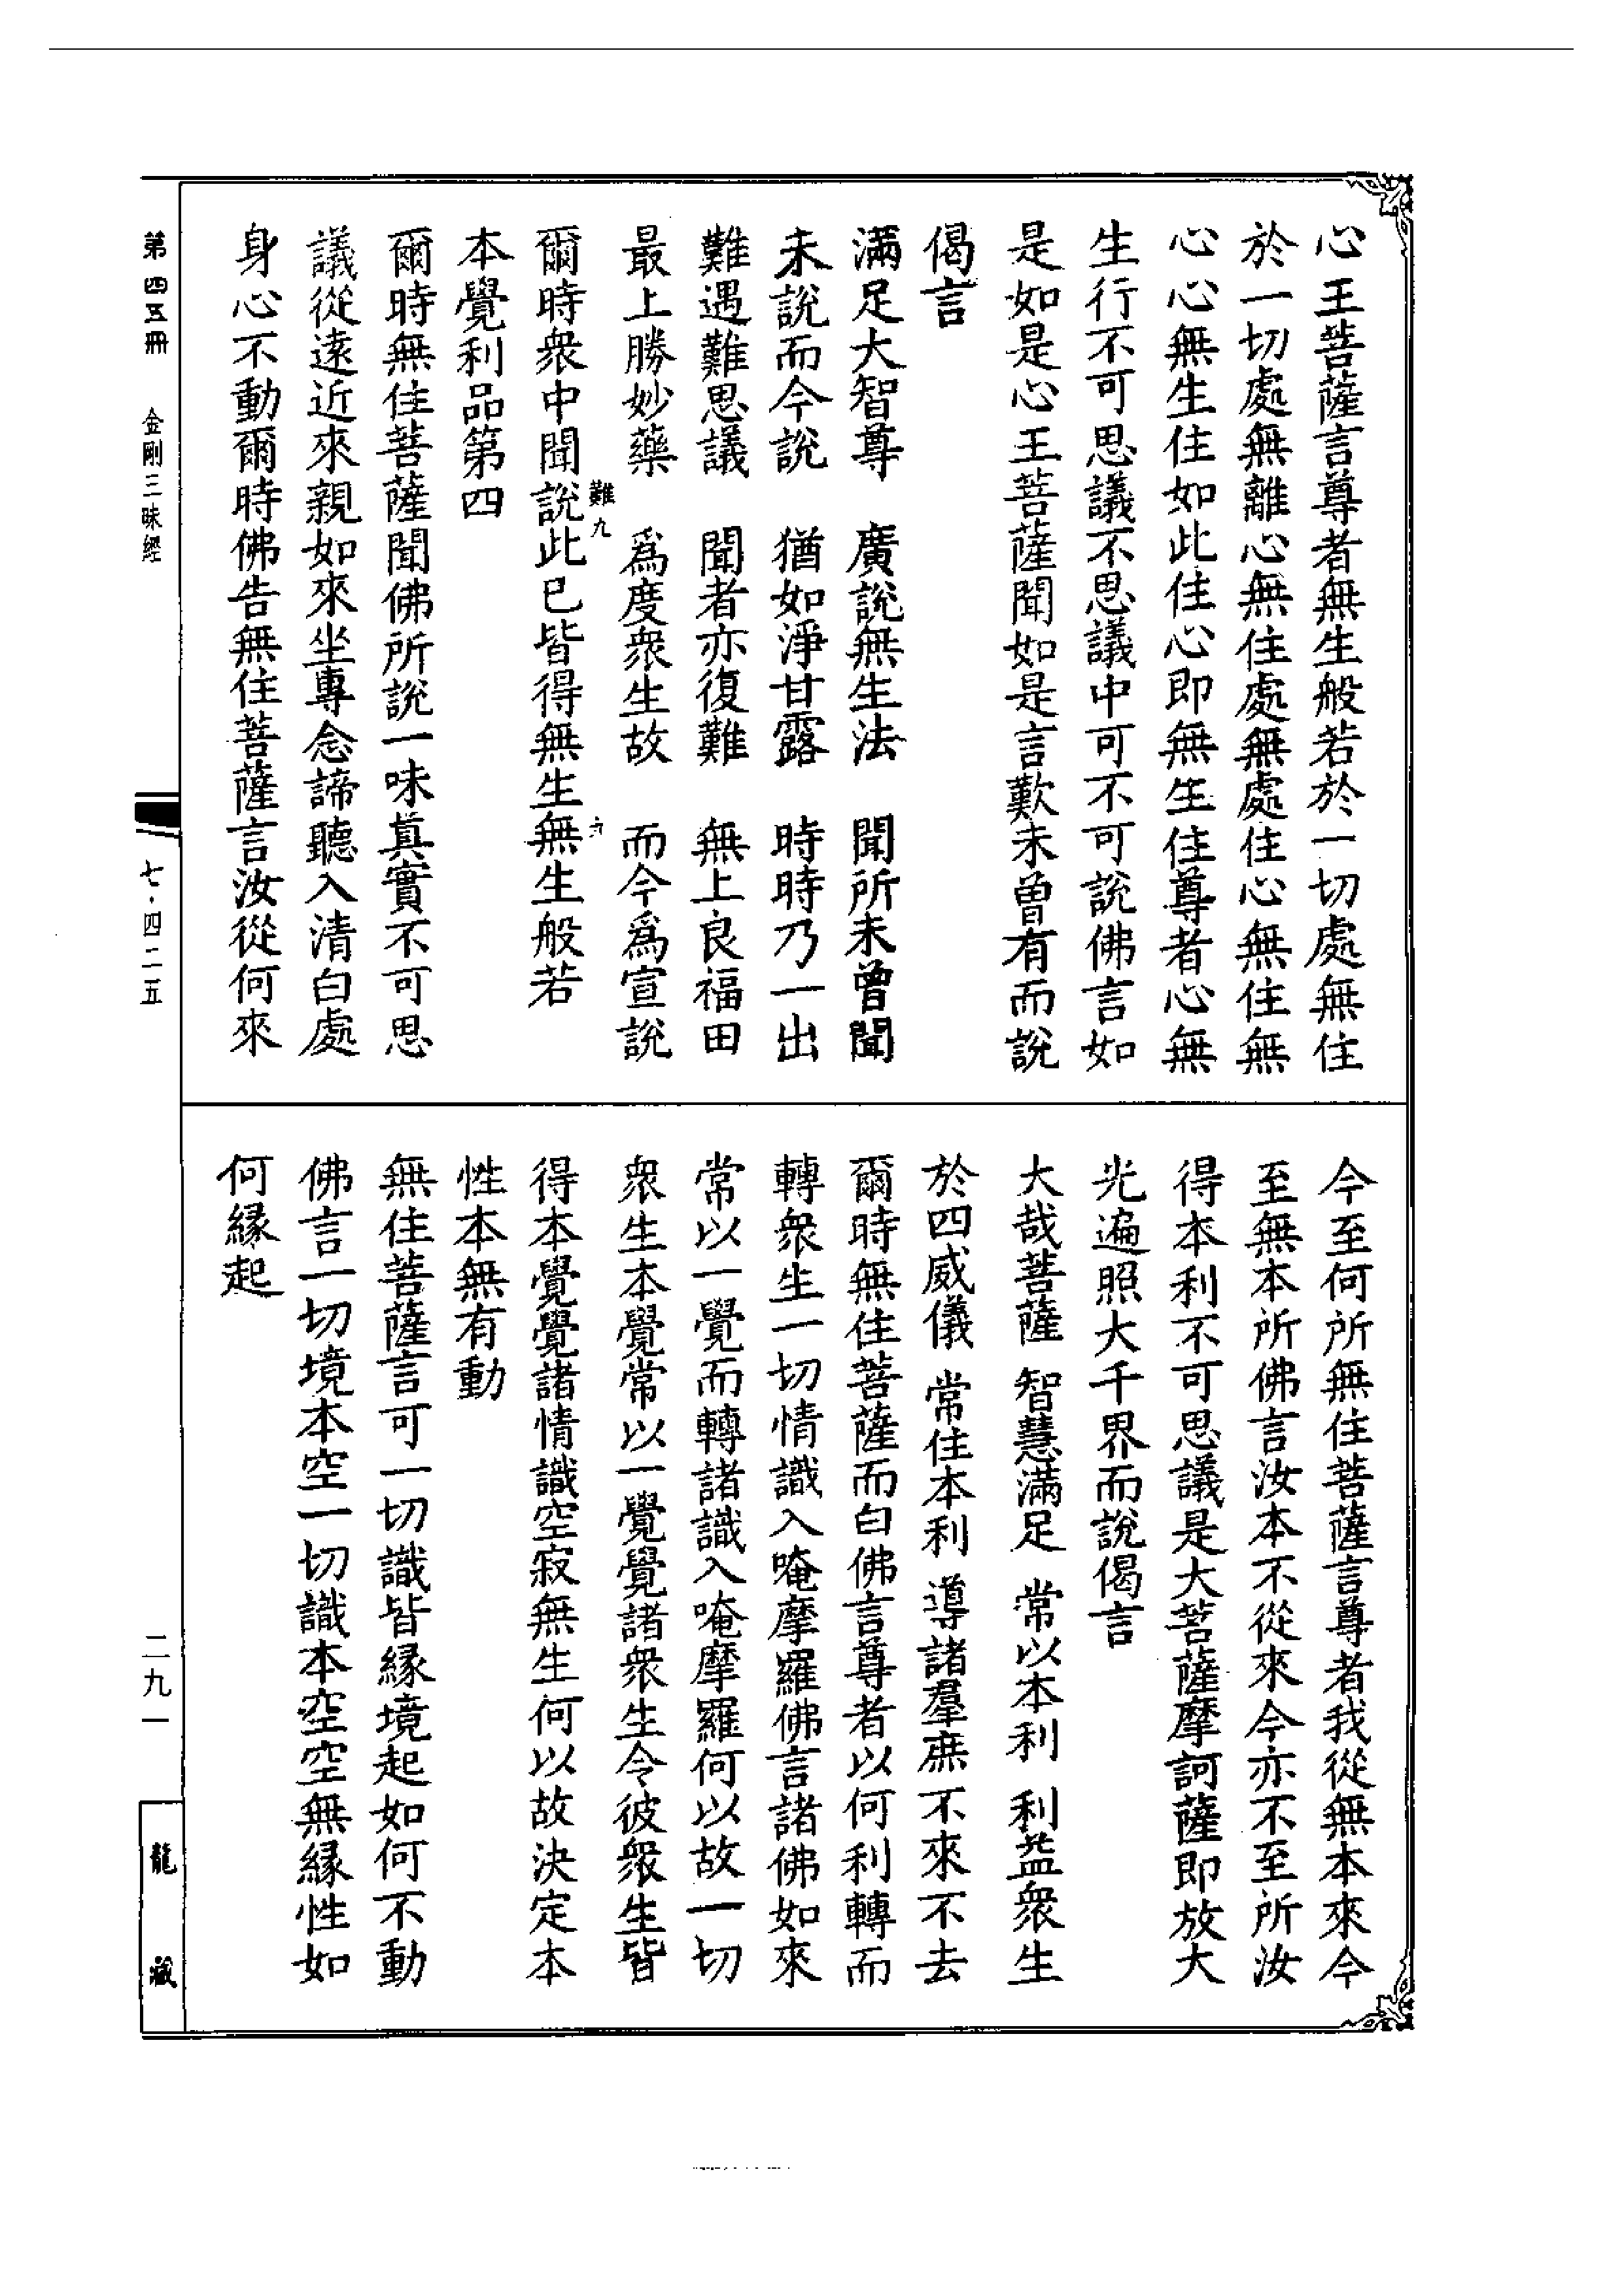 心王菩薩言尊者無生般若於一切處無住
於一切處無離心無住處無處住心無住無
心心無生住如此住心即無生住尊者心無
生行不可思議不思議中可不可說佛言如
是如是心王菩薩聞如是言歎未曾有而說
偈言
滿足大智尊 廣說無生法 聞所未曾聞
未說而今說 猶如淨甘露 時時乃一出
難遇難思議 聞者亦復難 無上良福田
最上勝妙藥 爲度衆生故 而今爲宣說
難九
爾時衆中聞說此已皆得無生無生般若
本覺利品第四
爾時無住菩薩聞佛所說一味真實不可思
議從遠近來親如來坐專念諦聽入清白處
身心不動爾時佛告無住菩薩言汝從何來
今至何所無住菩薩言尊者我從無本來今
至無本所佛言汝本不從來今亦不至所汝
得本利不可思議是大菩薩摩訶薩即放大
光遍照大千界而說偈言
大哉菩薩 智慧滿足 常以本利 利益衆生
於四威儀 常住本利 導諸羣庶 不來不去
爾時無住菩薩而白佛言尊者以何利轉而
轉衆生一切情識入唵摩羅佛言諸佛如來
常以一覺而轉諸識入唵摩羅何以故一切
衆生本覺常以一覺覺諸衆生令彼衆生皆
得本覺覺諸情識空寂無生何以故決定本
性本無有動
無住菩薩言可一切識皆緣境起如何不動
佛言一切境本空一切識本空空無緣性如
何緣起
第四五冊 金剛三昧經
七·四二五
二九一
龍藏